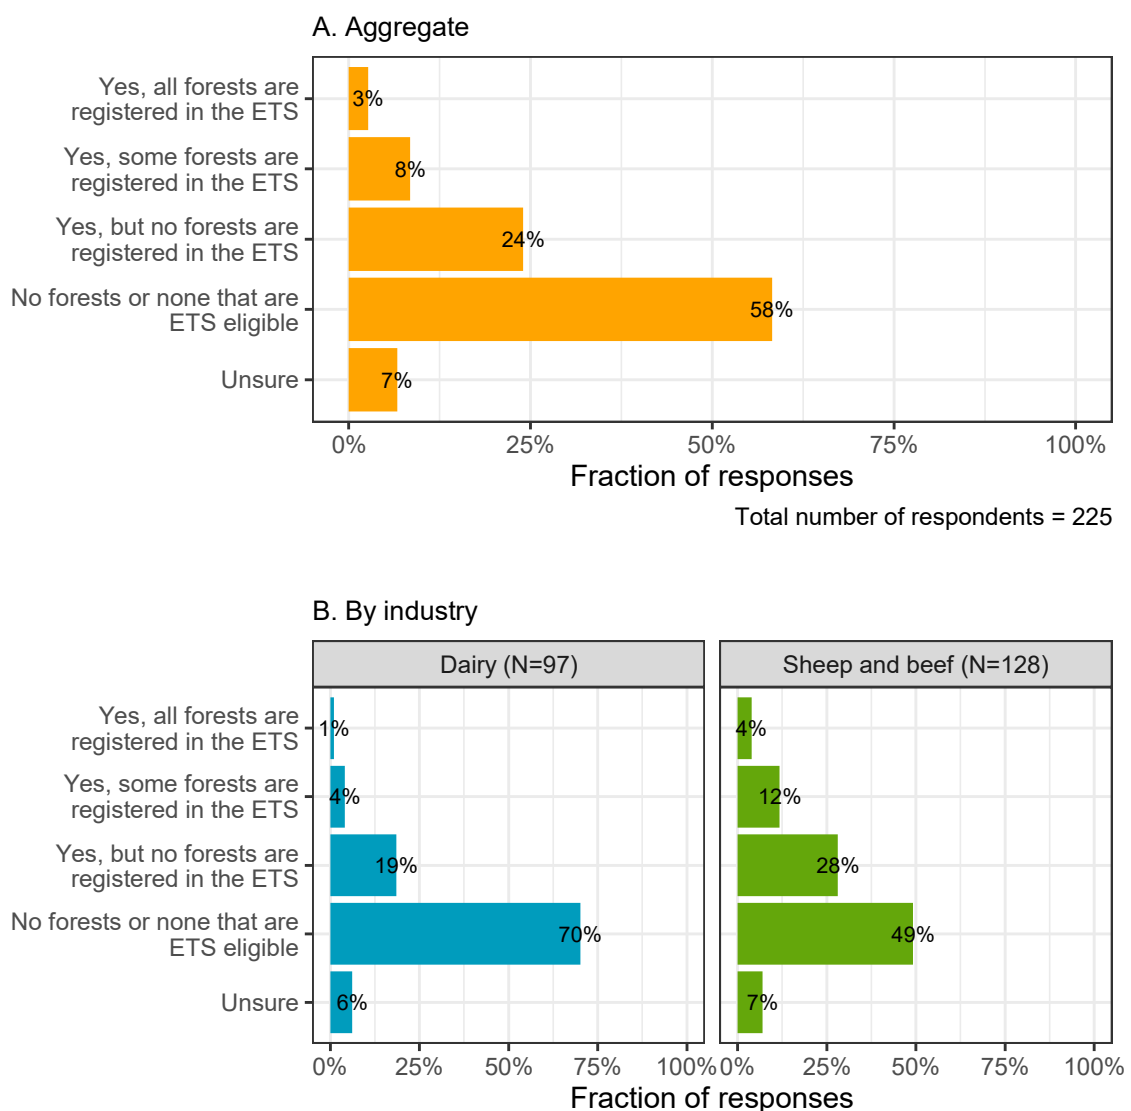 A. Aggregate
Yes, all forests are
registered in the ETS
3%
Yes, some forests are
registered in the ETS
8%
Yes, but no forests are
registered in the ETS
24%
No forests or none that are
ETS eligible
58%
Unsure
7%
0% 25% 50% 75% 100%
Fraction of responses
Total number of respondents = 225
B. By industry
Dairy (N=97) Sheep and beef (N=128)
Yes, all forests are
registered in the ETS
1% 4%
Yes, some forests are
registered in the ETS
4% 12%
Yes, but no forests are
registered in the ETS
19% 28%
No forests or none that are
ETS eligible
70% 49%
Unsure
6% 7%
0% 25% 50% 75% 100% 0% 25% 50% 75% 100%
Fraction of responses